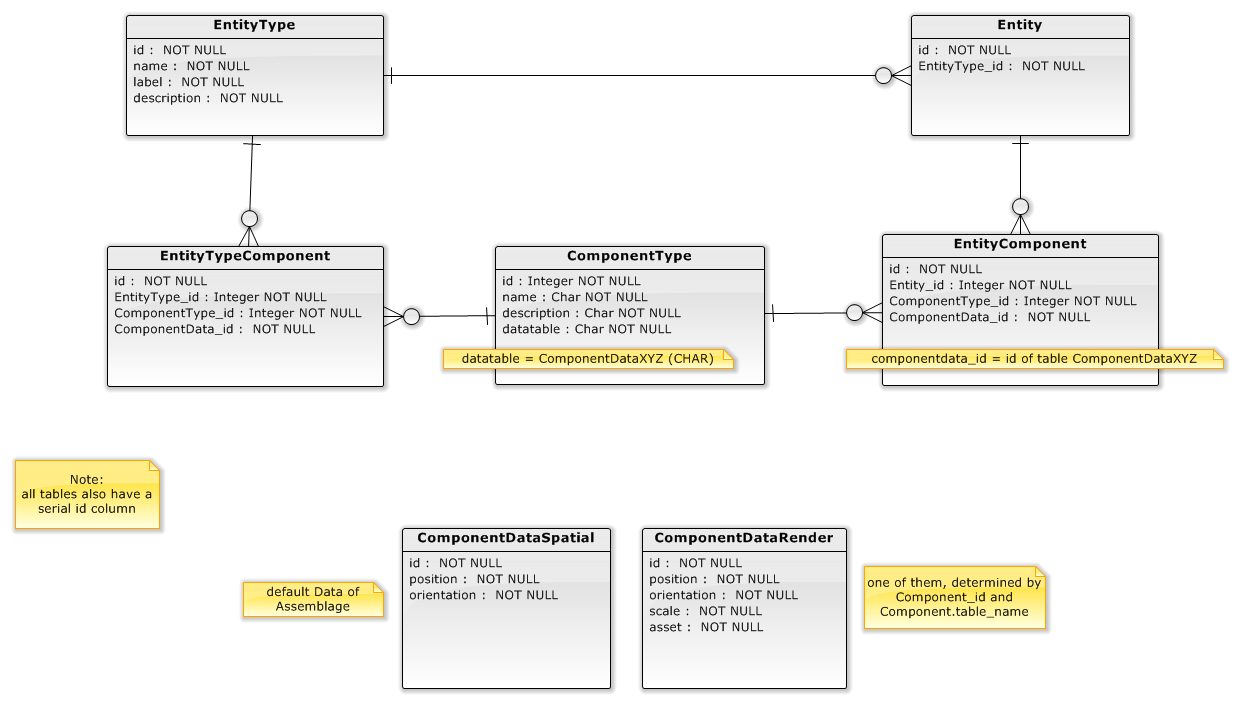 EntityType
id :  NOT NULL
name :  NOT NULL
label :  NOT NULL
description :  NOT NULL
Entity
id :  NOT NULL
EntityType_id :  NOT NULL
EntityTypeComponent
id :  NOT NULL
EntityType_id : Integer NOT NULL
ComponentType_id : Integer NOT NULL
ComponentData_id :  NOT NULL
ComponentType
id : Integer NOT NULL
name : Char NOT NULL
description : Char NOT NULL
datatable : Char NOT NULL
datatable = ComponentDataXYZ (CHAR)
EntityComponent
id :  NOT NULL
Entity_id : Integer NOT NULL
ComponentType_id : Integer NOT NULL
ComponentData_id :  NOT NULL
componentdata_id = id of table ComponentDataXYZ
Note:
all tables also have a
serial id column
default Data of
Assemblage
ComponentDataSpatial
id :  NOT NULL
position :  NOT NULL
orientation :  NOT NULL
ComponentDataRender
id :  NOT NULL
position :  NOT NULL
orientation :  NOT NULL
scale :  NOT NULL
asset :  NOT NULL
one of them, determined by
Component_id and
Component.table_name